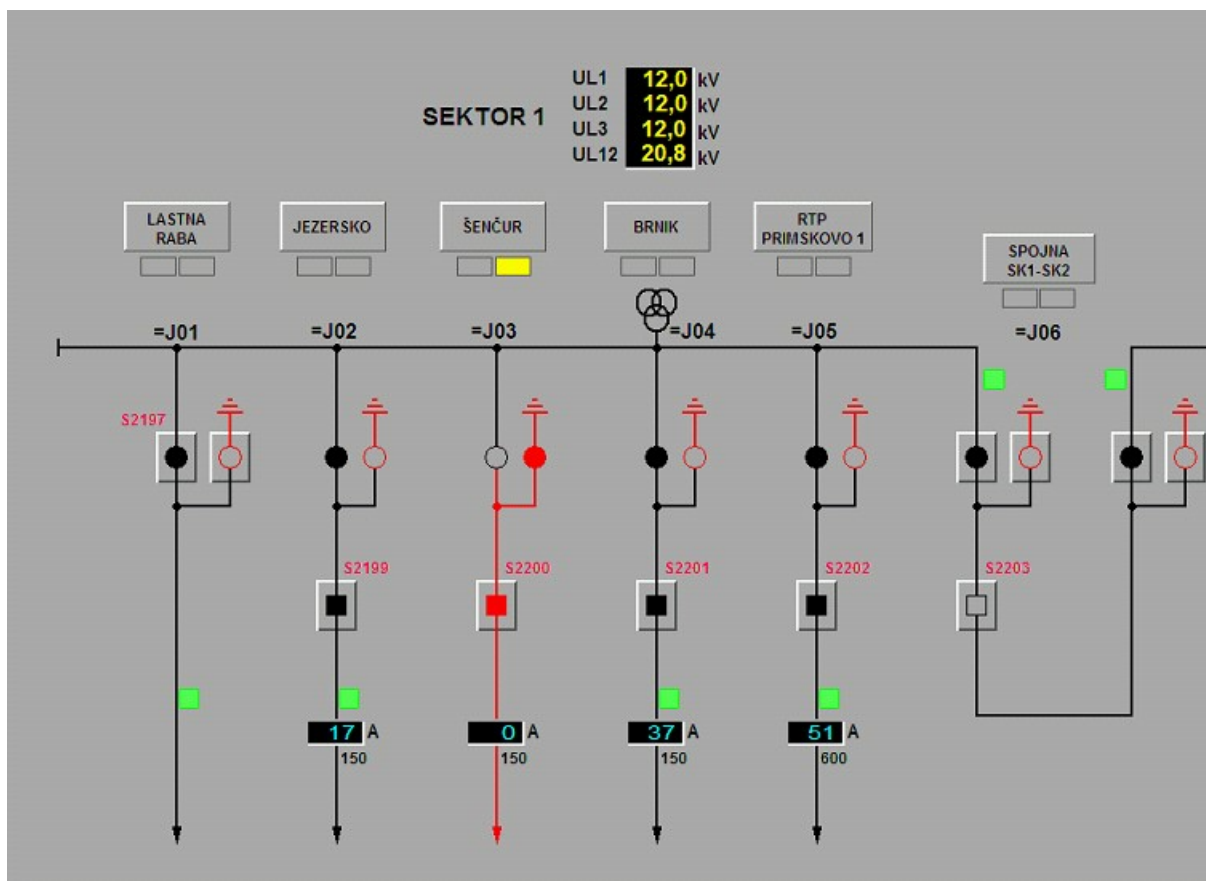 SEKTOR 1
UL1 12,0 kV
UL2 12,0 kV
UL3 12,0 kV
UL12 20,8 kV
LASTNA
RABA
JEZERSKO
ŠENČUR
BRNIK
RTP
PRIMSKOVO 1
SPOJNA
SK1-SK2
=J01
=J02
=J03
=J04
=J05
=J06
S2197
S2199
S2200
S2201
S2202
S2203
17 A
150
0 A
150
37 A
150
51 A
600